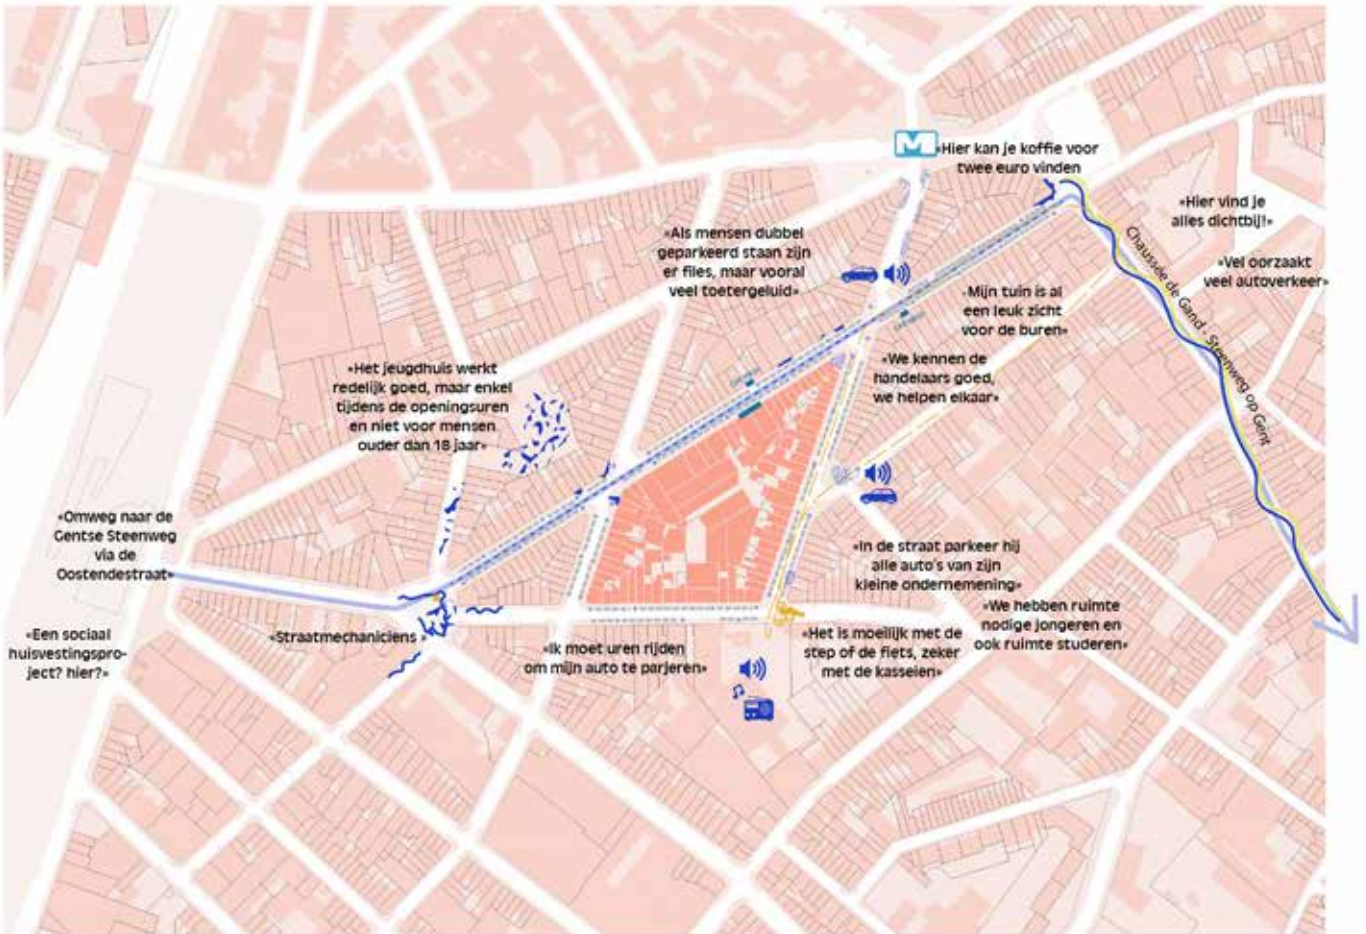 M
«Hier kan je koffie voor
twee euro vinden
«Hier vind je
alles dichtbij!»
«Als mensen dubbel
geparkeerd staan zijn
er files, maar vooral
veel toetergeluid»
«Vel oorzaakt
veel autoverkeer»
Chaussée de Gand - Steenweg op Gent
«Mijn tuin is al
een leuk zicht
voor de buren»
«We kennen de
handelaars goed,
we helpen elkaar»
«Het jeugdhuis werkt
redelijk goed, maar enkel
tijdens de openingsuren
en niet voor mensen
ouder dan 18 jaar»
«Omweg naar de
Gentse Steenweg
via de
Oostendestraat»
«In de straat parkeer hij
alle auto's van zijn
kleine ondernemening»
«We hebben ruimte
nodige jongeren en
ook ruimte studeren»
«Een sociaal
huisvestingspro-
ject? hier?»
«Straatmechaniciens »
«Ik moet uren rijden
om mijn auto te parjeren»
«Het is moeilijk met de
step of de fiets, zeker
met de kasseien»